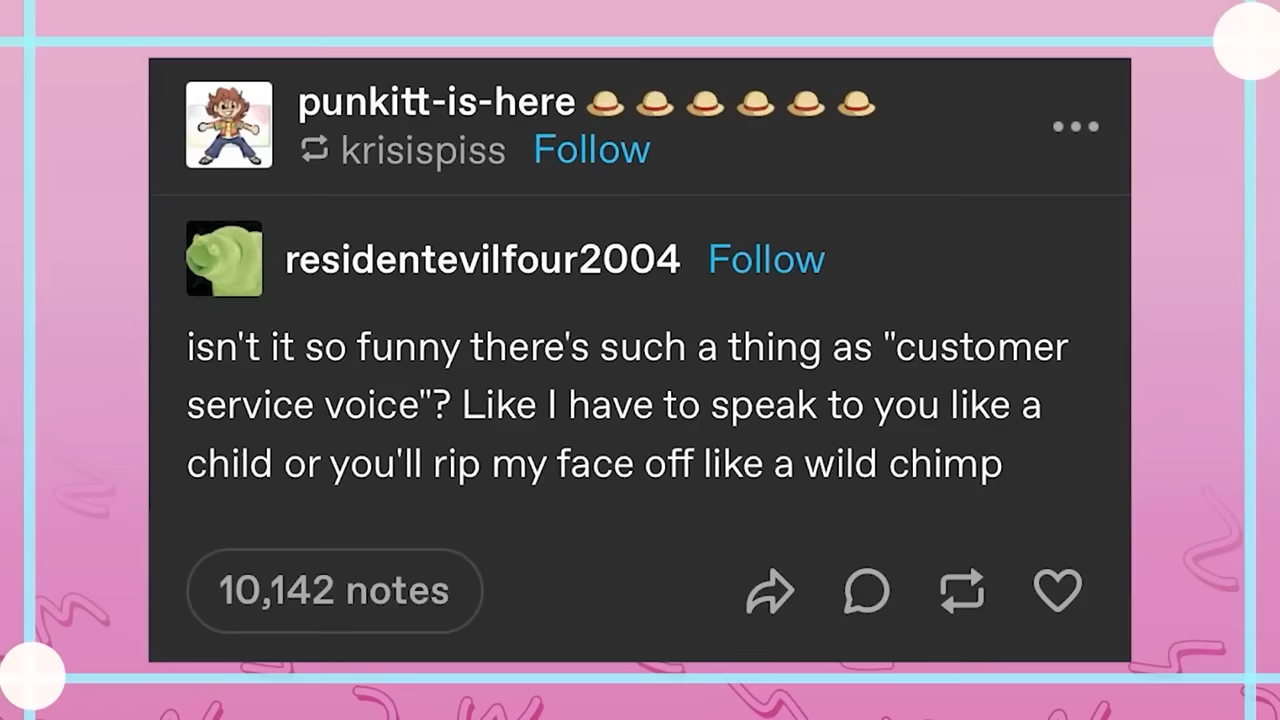 punkitt-is-here 👒👒👒👒👒👒
krisispiss Follow
residentevilfour2004 Follow
isn't it so funny there's such a thing as "customer
service voice"? Like I have to speak to you like a
child or you'll rip my face off like a wild chimp
10,142 notes